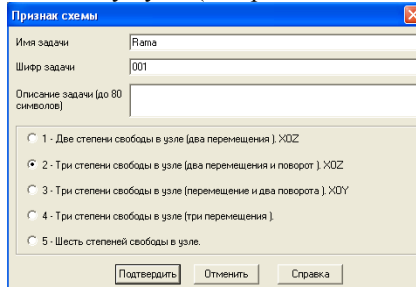 Признак схемы
Имя задачи
Rama
Шифр задачи
001
Описание задачи (до 80
символов)
1 - Две степени свободы в узле (два перемещения ). XOZ
2 - Три степени свободы в узле (два перемещения и поворот ). XOZ
3 - Три степени свободы в узле (перемещение и два поворота ). XOY
4 - Три степени свободы в узле (три перемещения ).
5 - Шесть степеней свободы в узле.
Подтвердить Отменить Справка